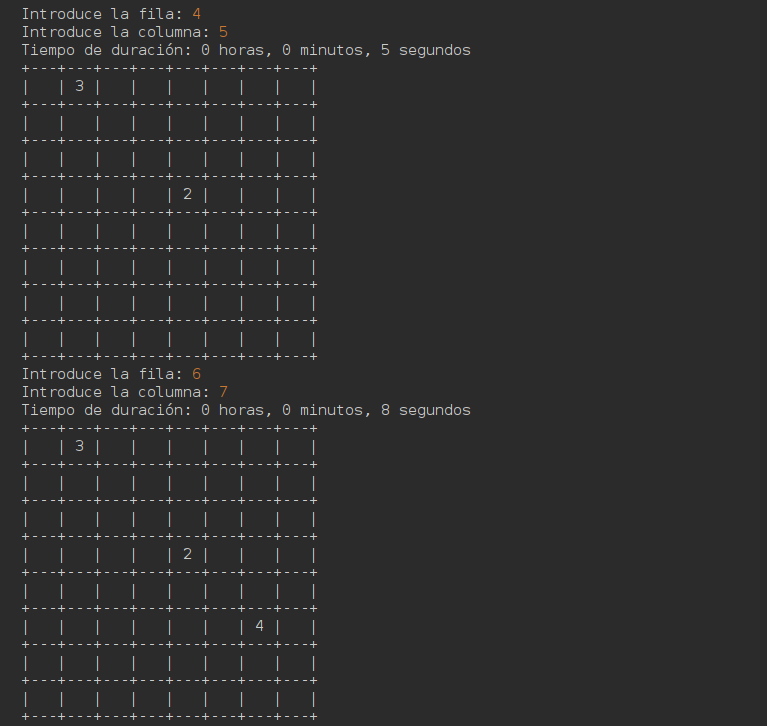 Introduce la fila: 4
Introduce la columna: 5
Tiempo de duración: 0 horas, 0 minutos, 5 segundos
+---+---+---+---+---+---+---+---+
|   | 3 |   |   |   |   |   |   |
+---+---+---+---+---+---+---+---+
|   |   |   |   |   |   |   |   |
+---+---+---+---+---+---+---+---+
|   |   |   |   |   |   |   |   |
+---+---+---+---+---+---+---+---+
|   |   |   |   | 2 |   |   |   |
+---+---+---+---+---+---+---+---+
|   |   |   |   |   |   |   |   |
+---+---+---+---+---+---+---+---+
|   |   |   |   |   |   |   |   |
+---+---+---+---+---+---+---+---+
|   |   |   |   |   |   |   |   |
+---+---+---+---+---+---+---+---+
|   |   |   |   |   |   |   |   |
+---+---+---+---+---+---+---+---+
Introduce la fila: 6
Introduce la columna: 7
Tiempo de duración: 0 horas, 0 minutos, 8 segundos
+---+---+---+---+---+---+---+---+
|   | 3 |   |   |   |   |   |   |
+---+---+---+---+---+---+---+---+
|   |   |   |   |   |   |   |   |
+---+---+---+---+---+---+---+---+
|   |   |   |   |   |   |   |   |
+---+---+---+---+---+---+---+---+
|   |   |   |   | 2 |   |   |   |
+---+---+---+---+---+---+---+---+
|   |   |   |   |   |   |   |   |
+---+---+---+---+---+---+---+---+
|   |   |   |   |   |   | 4 |   |
+---+---+---+---+---+---+---+---+
|   |   |   |   |   |   |   |   |
+---+---+---+---+---+---+---+---+
|   |   |   |   |   |   |   |   |
+---+---+---+---+---+---+---+---+